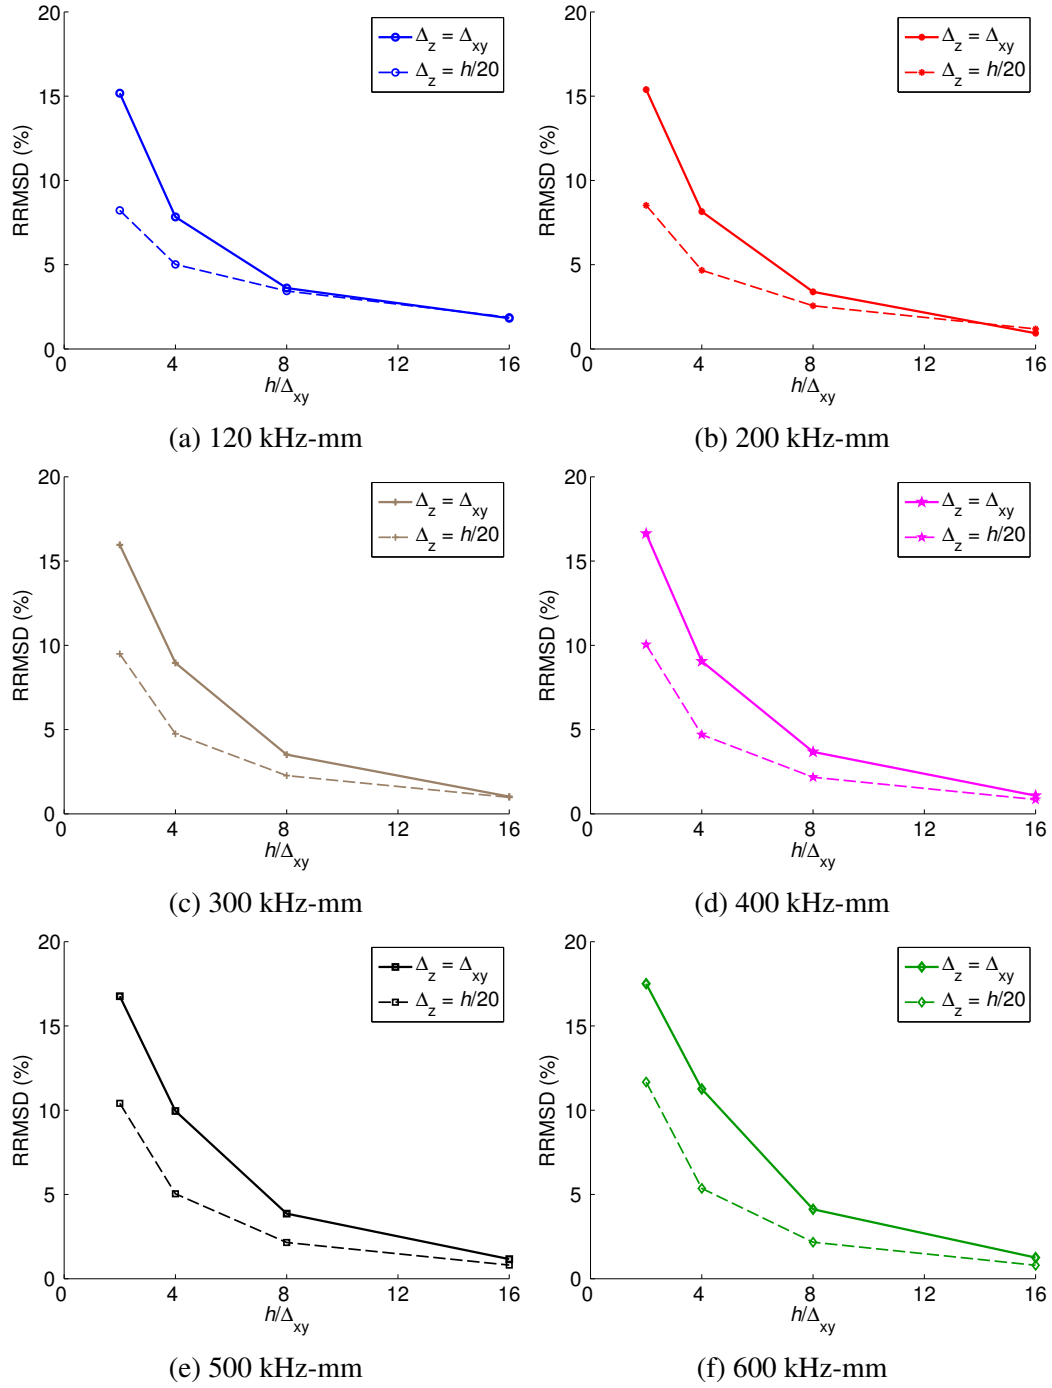 20
15
10
5
0
RRMSD (%)
Δz = Δxy
Δz = h/20
0 4 8 12 16
h/Δxy
(a) 120 kHz-mm
20
15
10
5
0
RRMSD (%)
Δz = Δxy
Δz = h/20
0 4 8 12 16
h/Δxy
(b) 200 kHz-mm
20
15
10
5
0
RRMSD (%)
Δz = Δxy
Δz = h/20
0 4 8 12 16
h/Δxy
(c) 300 kHz-mm
20
15
10
5
0
RRMSD (%)
Δz = Δxy
Δz = h/20
0 4 8 12 16
h/Δxy
(d) 400 kHz-mm
20
15
10
5
0
RRMSD (%)
Δz = Δxy
Δz = h/20
0 4 8 12 16
h/Δxy
(e) 500 kHz-mm
20
15
10
5
0
RRMSD (%)
Δz = Δxy
Δz = h/20
0 4 8 12 16
h/Δxy
(f) 600 kHz-mm